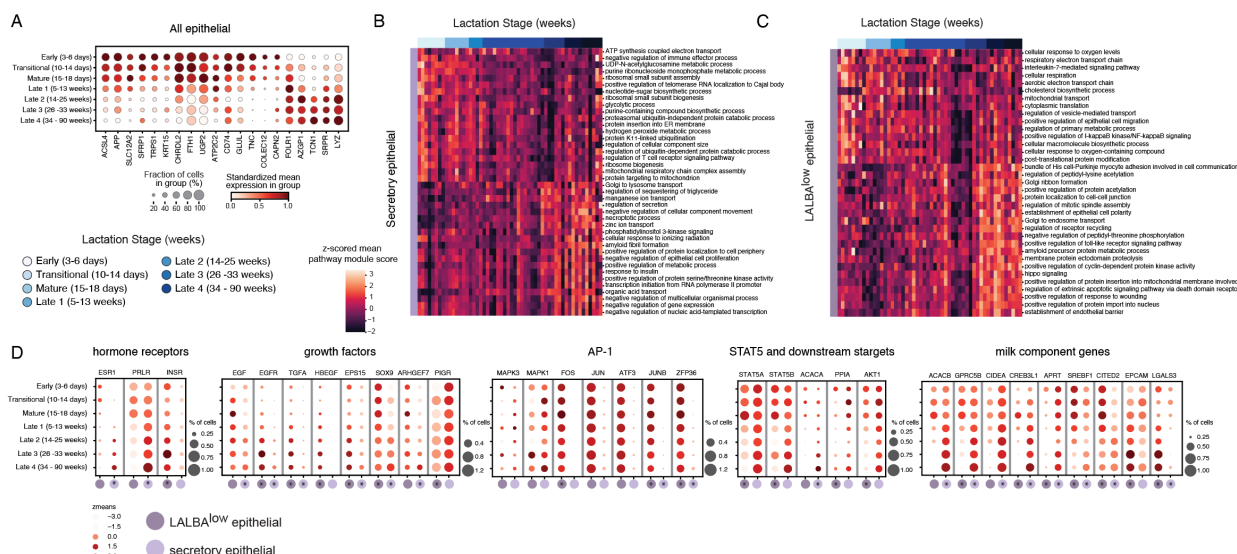 A
All epithelial
Early (3-6 days)
Transitional (10-14 days)
Mature (15-18 days)
Late 1 (5-13 weeks)
Late 2 (14-25 weeks)
Late 3 (26 -33 weeks)
Late 4 (34 - 90 weeks)
ACSL4
APP
SLC12A2
SFRP1
TRPS1
KRT15
CHRDL2
FTH1
UGP2
ATP2C2
CD74
GLUL
TNC
COLEC12
CAPN2
FOLR1
AZGP1
TCN1
SRPR
LYZ
Fraction of cells
in group (%)
20 40 60 80 100
Standardized mean
expression in group
0.0 0.5 1.0
Lactation Stage (weeks)
Early (3-6 days)
Transitional (10-14 days)
Mature (15-18 days)
Late 1 (5-13 weeks)
Late 2 (14-25 weeks)
Late 3 (26 -33 weeks)
Late 4 (34 - 90 weeks)
z-scored mean
pathway module score
3
2
1
0
−1
−2
B
Lactation Stage (weeks)
Secretory epithelial
ATP synthesis coupled electron transport
negative regulation of immune effector process
UDP-N-acetylglucosamine metabolic process
purine ribonucleoside monophosphate metabolic process
ribosomal small subunit assembly
positive regulation of telomerase RNA localization to Cajal body
nucleotide-sugar biosynthetic process
ribosomal small subunit biogenesis
glycolytic process
purine-containing compound biosynthetic process
proteasomal ubiquitin-independent protein catabolic process
protein insertion into ER membrane
hydrogen peroxide metabolic process
protein K11-linked ubiquitination
regulation of cellular component size
regulation of ubiquitin-dependent protein catabolic process
regulation of T cell receptor signaling pathway
ribosome biogenesis
mitochondrial respiratory chain complex assembly
protein targeting to mitochondrion
Golgi to lysosome transport
regulation of sequestering of triglyceride
manganese ion transport
regulation of secretion
negative regulation of cellular component movement
necroptotic process
zinc ion transport
phosphatidylinositol 3-kinase signaling
cellular response to ionizing radiation
amyloid fibril formation
positive regulation of protein localization to cell periphery
negative regulation of epithelial cell proliferation
positive regulation of metabolic process
response to insulin
positive regulation of protein serine/threonine kinase activity
transcription initiation from RNA polymerase II promoter
organic acid transport
negative regulation of multicellular organismal process
negative regulation of gene expression
negative regulation of nucleic acid-templated transcription
C
Lactation Stage (weeks)
LALBAlow epithelial
cellular response to oxygen levels
respiratory electron transport chain
interleukin-7-mediated signaling pathway
cellular respiration
aerobic electron transport chain
cholesterol biosynthetic process
mitochondrial transport
cytoplasmic translation
regulation of vesicle-mediated transport
positive regulation of epithelial cell migration
regulation of primary metabolic process
positive regulation of I-kappaB kinase/NF-kappaB signaling
cellular macromolecule biosynthetic process
cellular response to oxygen-containing compound
post-translational protein modification
bundle of His cell-Purkinje myocyte adhesion involved in cell communication
regulation of peptidyl-lysine acetylation
Golgi ribbon formation
positive regulation of protein acetylation
protein localization to cell-cell junction
regulation of mitotic spindle assembly
establishment of epithelial cell polarity
Golgi to endosome transport
regulation of receptor recycling
negative regulation of peptidyl-threonine phosphorylation
positive regulation of toll-like receptor signaling pathway
amyloid precursor protein metabolic process
membrane protein ectodomain proteolysis
positive regulation of cyclin-dependent protein kinase activity
hippo signaling
positive regulation of protein insertion into mitochondrial membrane involved
regulation of extrinsic apoptotic signaling pathway via death domain receptors
positive regulation of response to wounding
positive regulation of protein import into nucleus
establishment of endothelial barrier
D
hormone receptors
ESR1 PRLR INSR
Early (3-6 days)
Transitional (10-14 days)
Mature (15-18 days)
Late 1 (5-13 weeks)
Late 2 (14-25 weeks)
Late 3 (26 -33 weeks)
Late 4 (34 - 90 weeks)
% of cells
0.25
0.50
0.75
1.00
growth factors
EGF EGFR TGFA HBEGF EPS15 SOX9 ARHGEF7 PIGR
% of cells
0.4
0.8
1.2
AP-1
MAPK3 MAPK1 FOS JUN ATF3 JUNB ZFP36
% of cells
0.4
0.8
1.2
STAT5 and downstream stargets
STAT5A STAT5B ACACA PPIA AKT1
% of cells
0.25
0.50
0.75
1.00
milk component genes
ACACB GPRC5B CIDEA CREB3L1 APRT SREBF1 CITED2 EPCAM LGALS3
% of cells
0.25
0.50
0.75
1.00
zmeans
−3.0
−1.5
0.0
1.5
LALBAlow epithelial
secretory epithelial